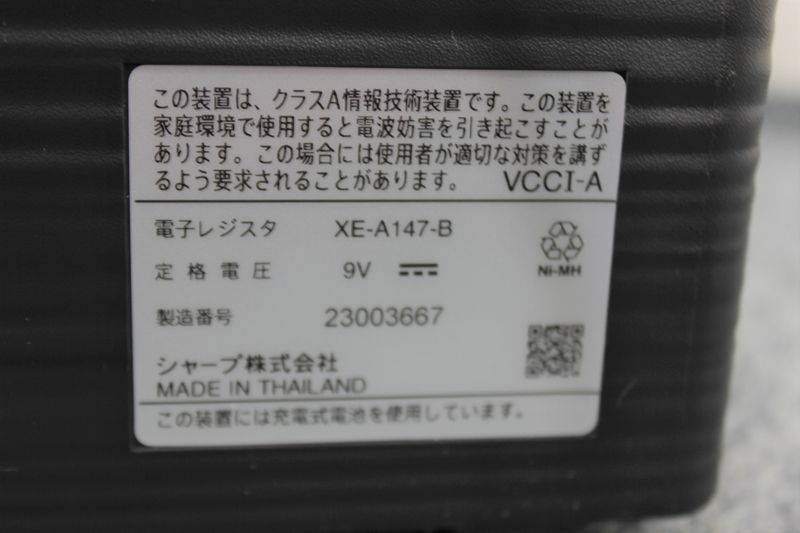 この装置は、クラスA情報技術装置です。この装置を
家庭環境で使用すると電波妨害を引き起こすことが
あります。この場合には使用者が適切な対策を講ず
るよう要求されることがあります。 VCCI-A
電子レジスタ XE-A147-B
定格電圧 9V
Ni-MH
製造番号 23003667
シャープ株式会社
MADE IN THAILAND
この装置には充電式電池を使用しています。